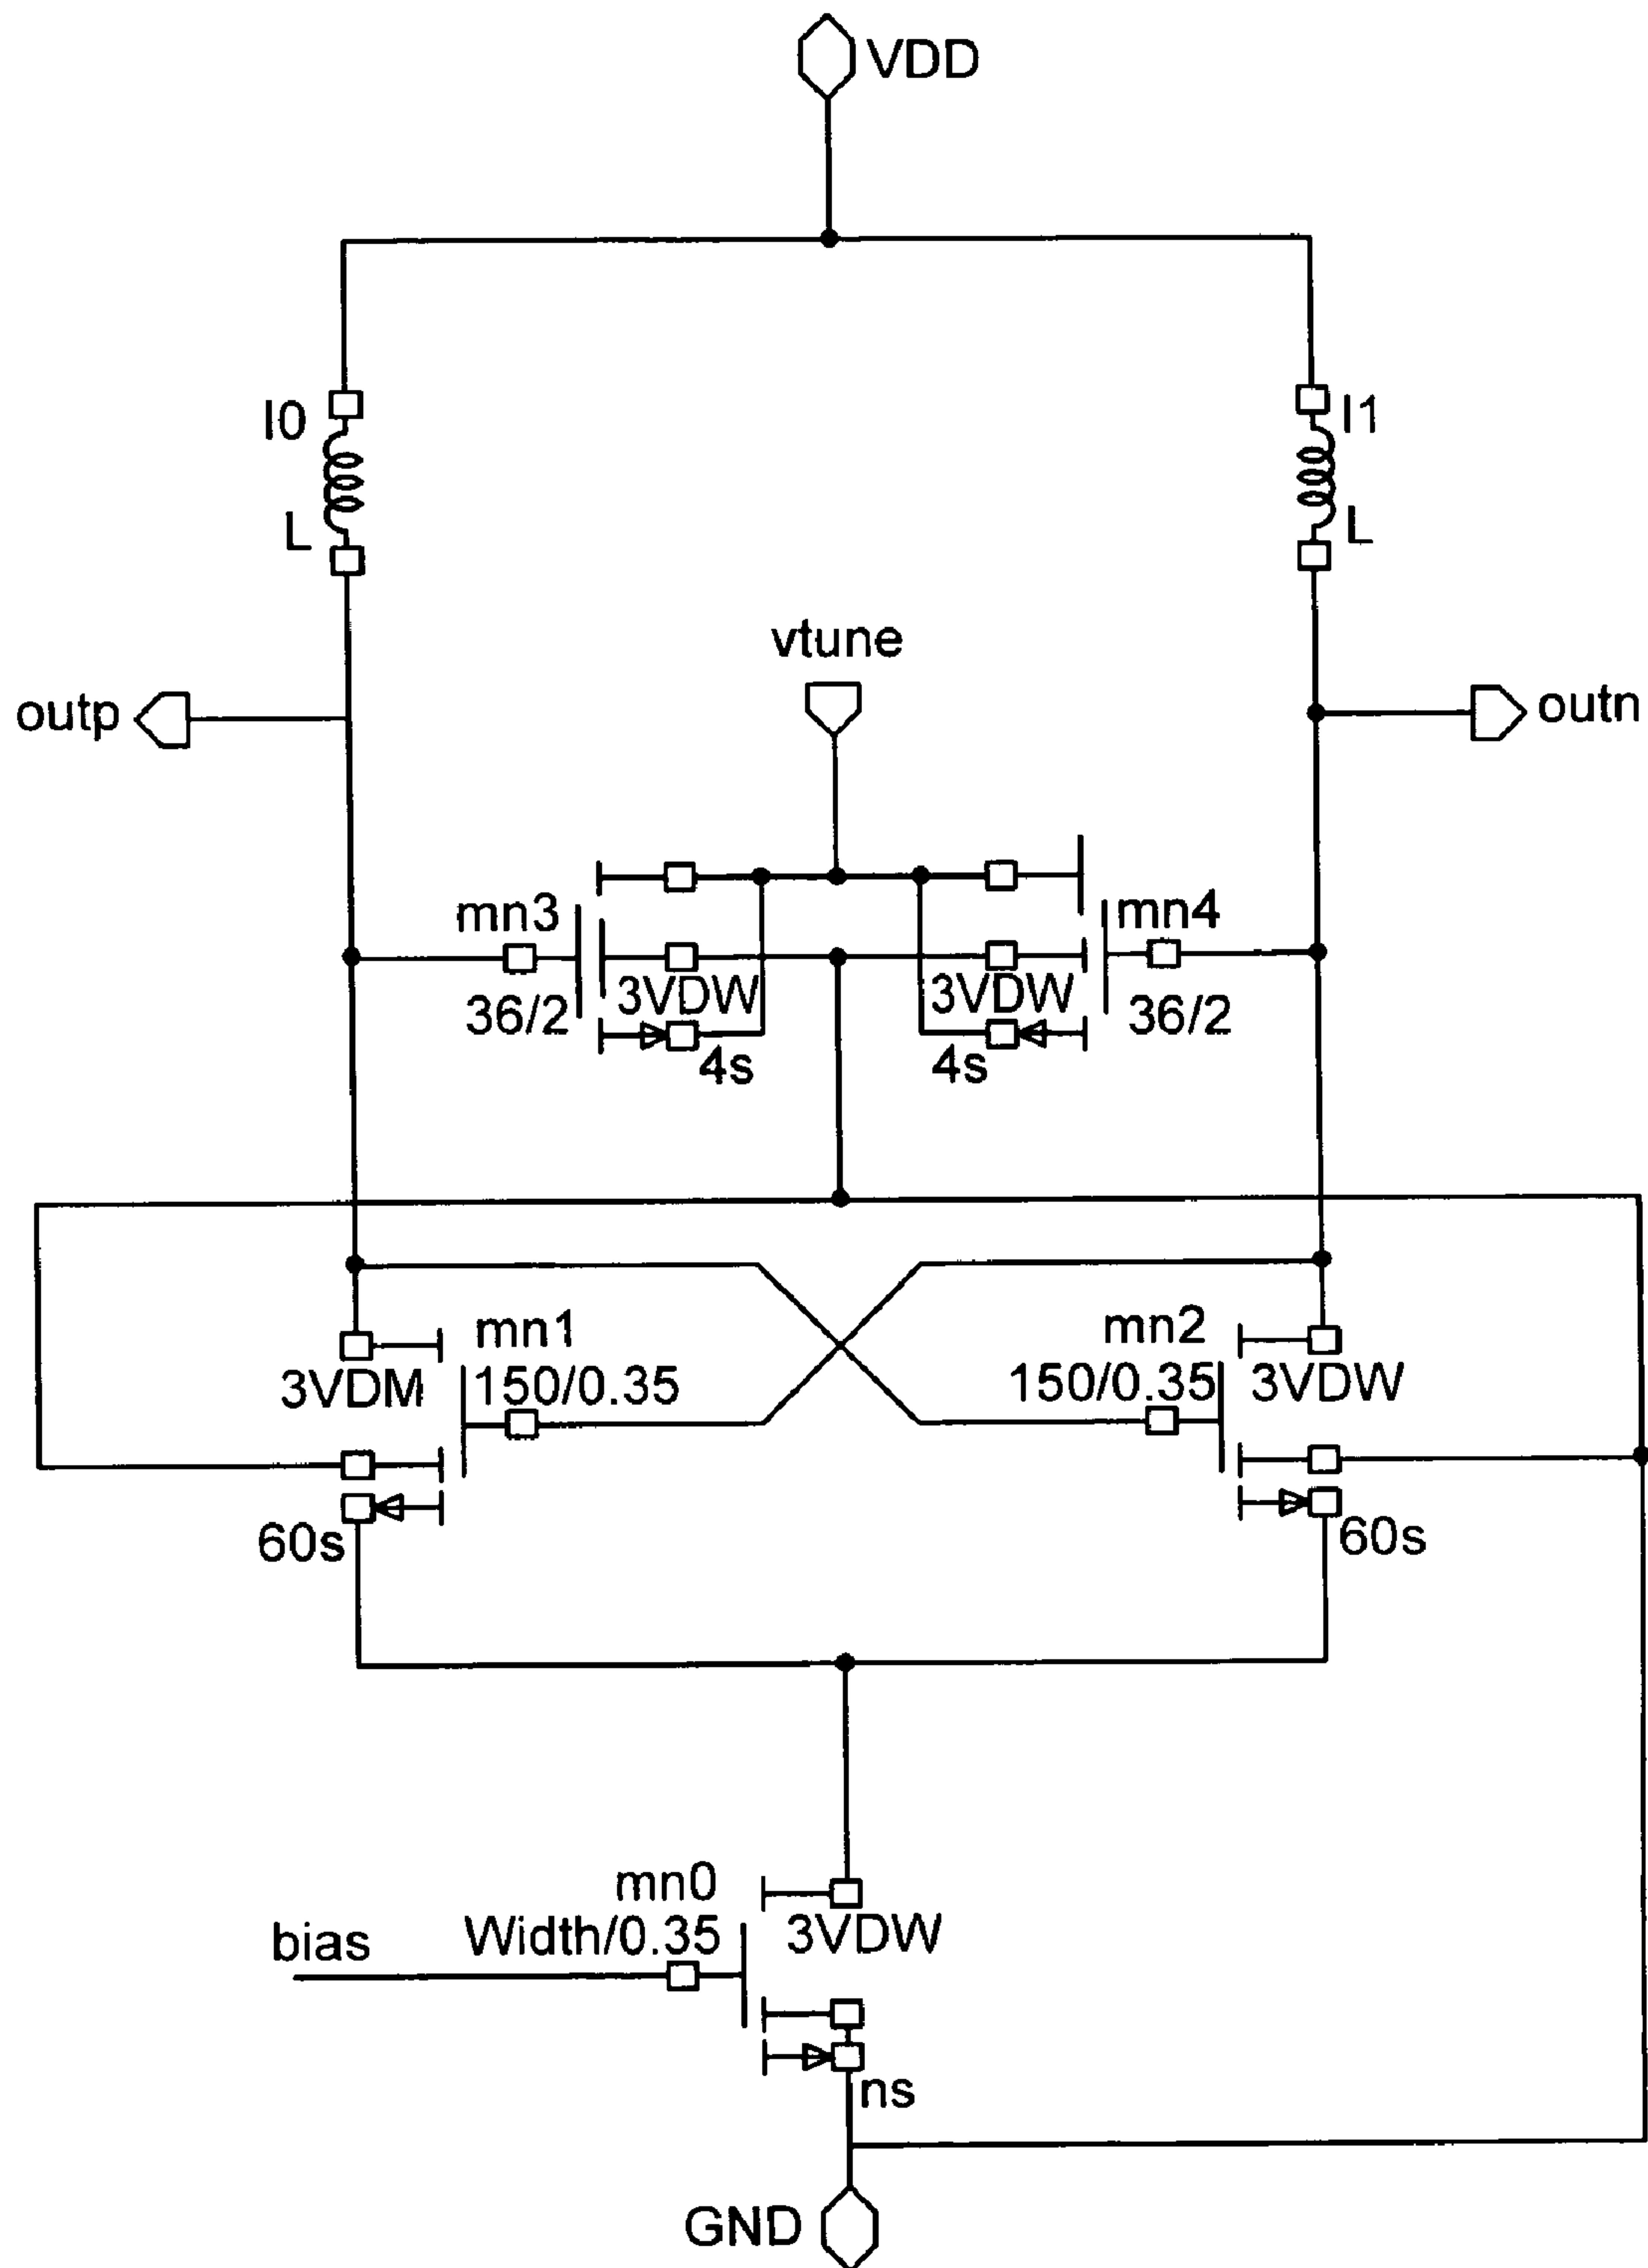 VDD
I0
L
I1
L
vtune
outp
outn
mn3
36/2
3VDW
4s
3VDW
4s
mn4
36/2
mn1
150/0.35
3VDM
60s
mn2
150/0.35
3VDW
60s
mn0
Width/0.35
3VDW
bias
ns
GND